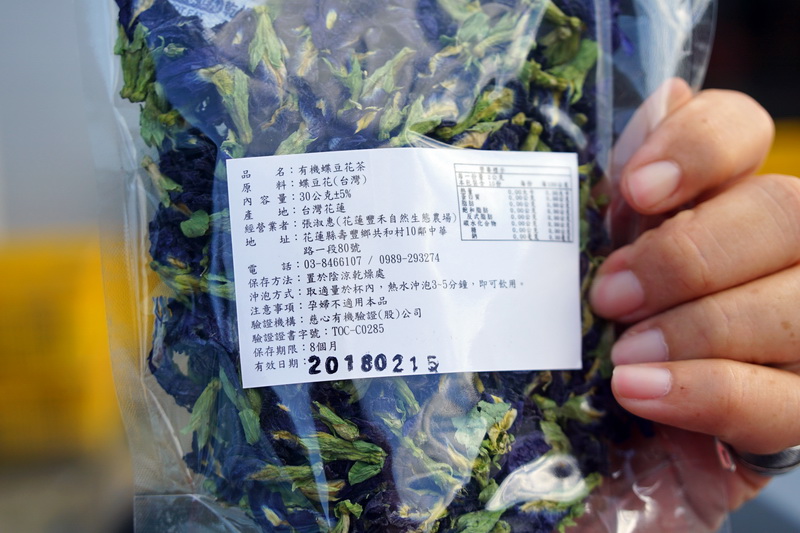 品　　名：有機蝶豆花茶
原　　料：蝶豆花(台灣)
內 容 量：30公克±5%
產　　地：台灣花蓮
經營業者：張淑惠(花蓮豐禾自然生態農場)
地　　址：花蓮縣壽豐鄉共和村10鄰中華
路一段80號
電　　話：03-8466107 / 0989-293274
保存方法：置於陰涼乾燥處
沖泡方式：取適量於杯內，熱水沖泡3-5分鐘，即可飲用。
注意事項：孕婦不適用本品
驗證機構：慈心有機驗證(股)公司
驗證證書字號：TOC-C0285
保存期限：8個月
有效日期：20180215